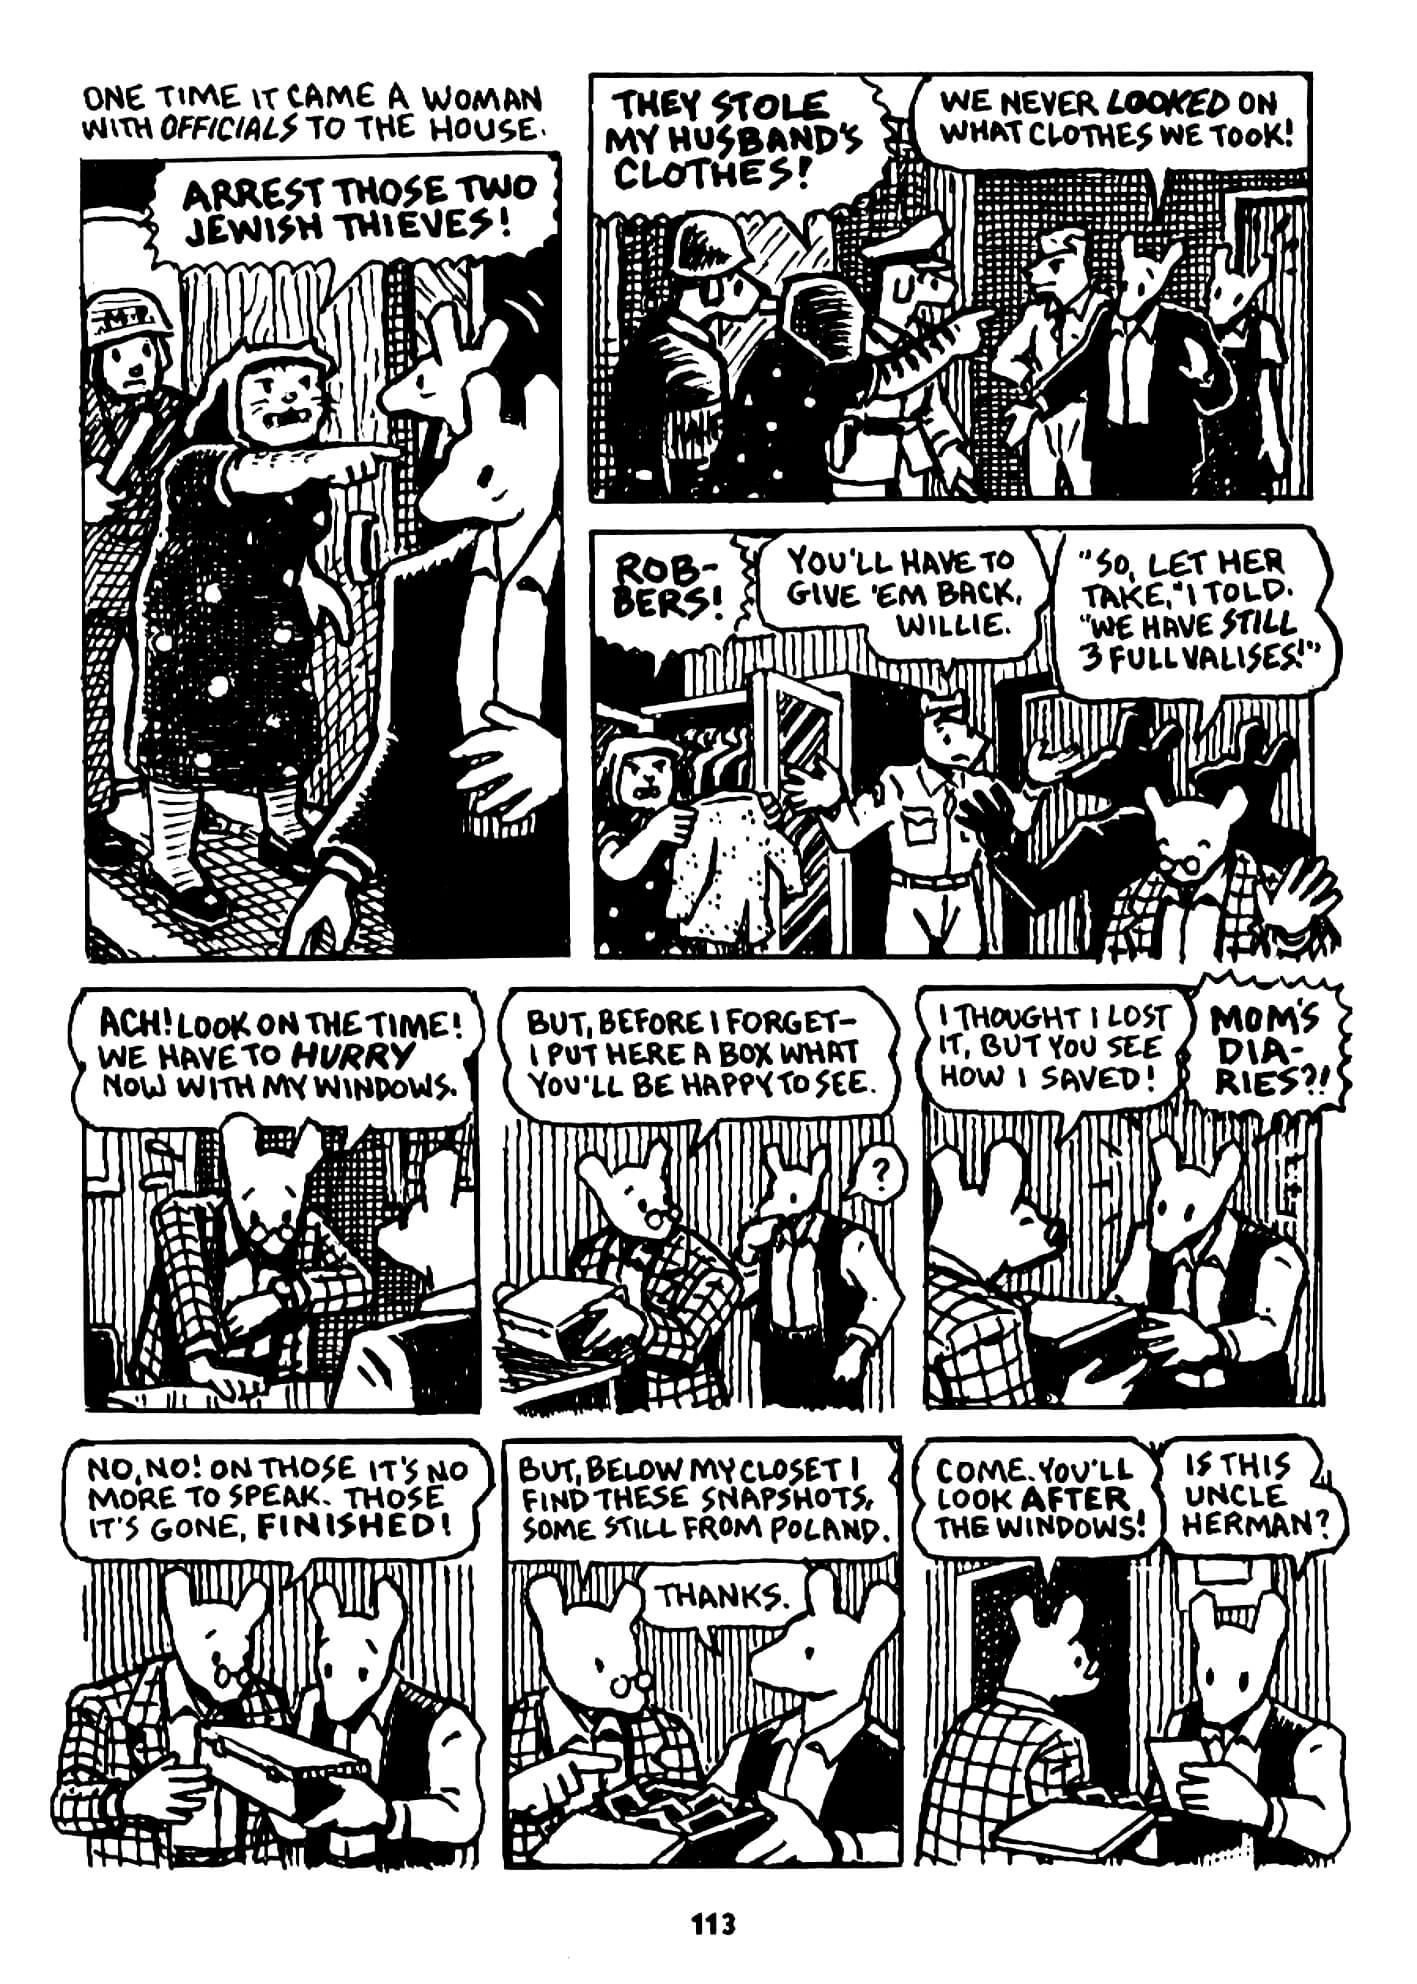 ONE TIME IT CAME A WOMAN
WITH OFFICIALS TO THE HOUSE.
ARREST THOSE TWO
JEWISH THIEVES!
M.P.
THEY STOLE
MY HUSBAND'S
CLOTHES!
WE NEVER LOOKED ON
WHAT CLOTHES WE TOOK!
ROB-
BERS!
YOU'LL HAVE TO
GIVE 'EM BACK,
WILLIE.
"SO, LET HER
TAKE," I TOLD.
"WE HAVE STILL
3 FULL VALISES!"
ACH! LOOK ON THE TIME!
WE HAVE TO HURRY
NOW WITH MY WINDOWS.
BUT, BEFORE I FORGET–
I PUT HERE A BOX WHAT
YOU'LL BE HAPPY TO SEE.
?
I THOUGHT I LOST
IT, BUT YOU SEE
HOW I SAVED!
MOM'S
DIA-
RIES?!
NO, NO! ON THOSE IT'S NO
MORE TO SPEAK. THOSE
IT'S GONE, FINISHED!
BUT, BELOW MY CLOSET I
FIND THESE SNAPSHOTS,
SOME STILL FROM POLAND.
THANKS.
COME. YOU'LL
LOOK AFTER
THE WINDOWS!
IS THIS
UNCLE
HERMAN?
113